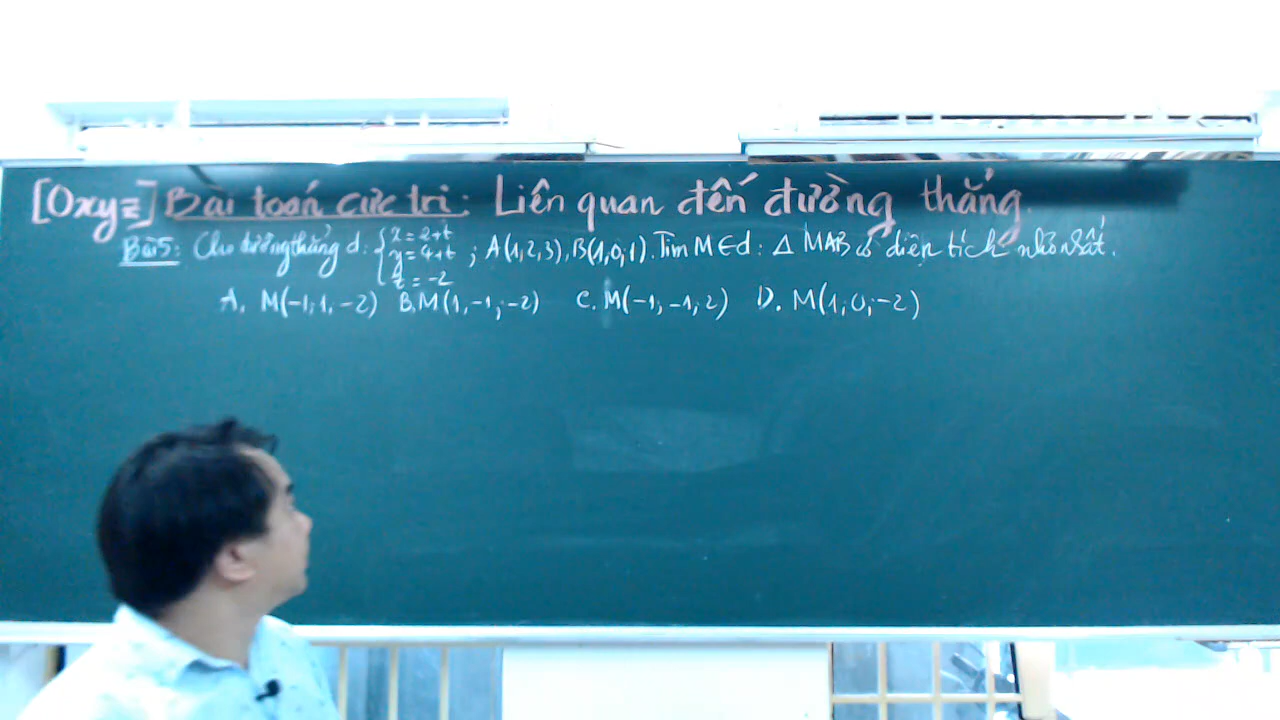 [Oxyz] Bài toán cực trị: Liên quan đến đường thẳng.
Bài 5: Cho đường thẳng d: { x = 2+t ; A(1,2,3), B(1,0,1). Tìm M ∈ d: Δ MAB có diện tích nhỏ nhất.
y = 4+t
z = -2
A. M(-1; 1, -2) B. M(1, -1; -2) C. M(-1; -1; 2) D. M(1; 0; -2)